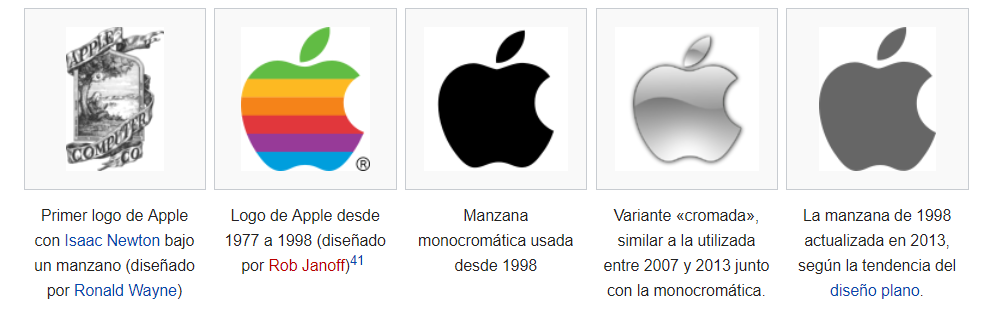 APPLE
COMPUTER
CO
®
Primer logo de Apple
con Isaac Newton bajo
un manzano (diseñado
por Ronald Wayne)
Logo de Apple desde
1977 a 1998 (diseñado
por Rob Janoff)41
Manzana
monocromática usada
desde 1998
Variante «cromada»,
similar a la utilizada
entre 2007 y 2013 junto
con la monocromática.
La manzana de 1998
actualizada en 2013,
según la tendencia del
diseño plano.